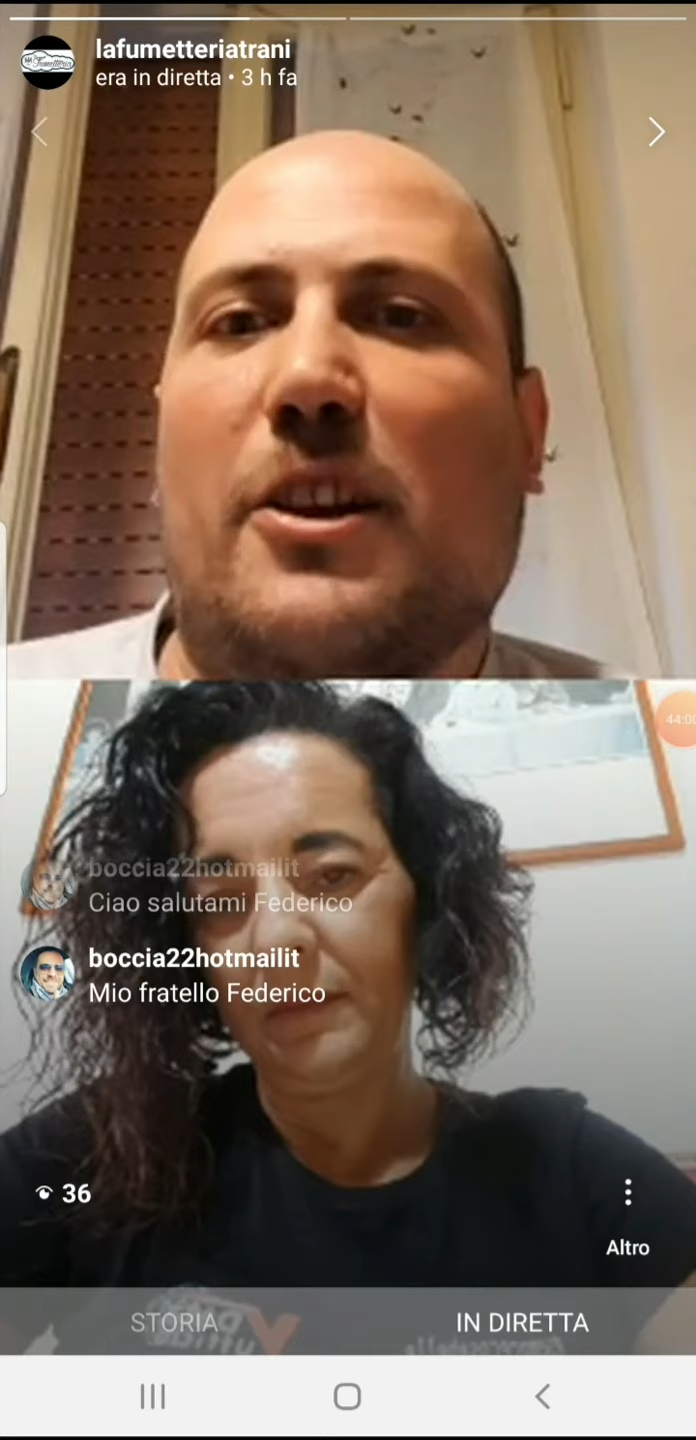 lafumetteriatrani
era in diretta • 3 h fa
44:00
boccia22hotmailit
Ciao salutami Federico
boccia22hotmailit
Mio fratello Federico
36
Altro
STORIA
IN DIRETTA